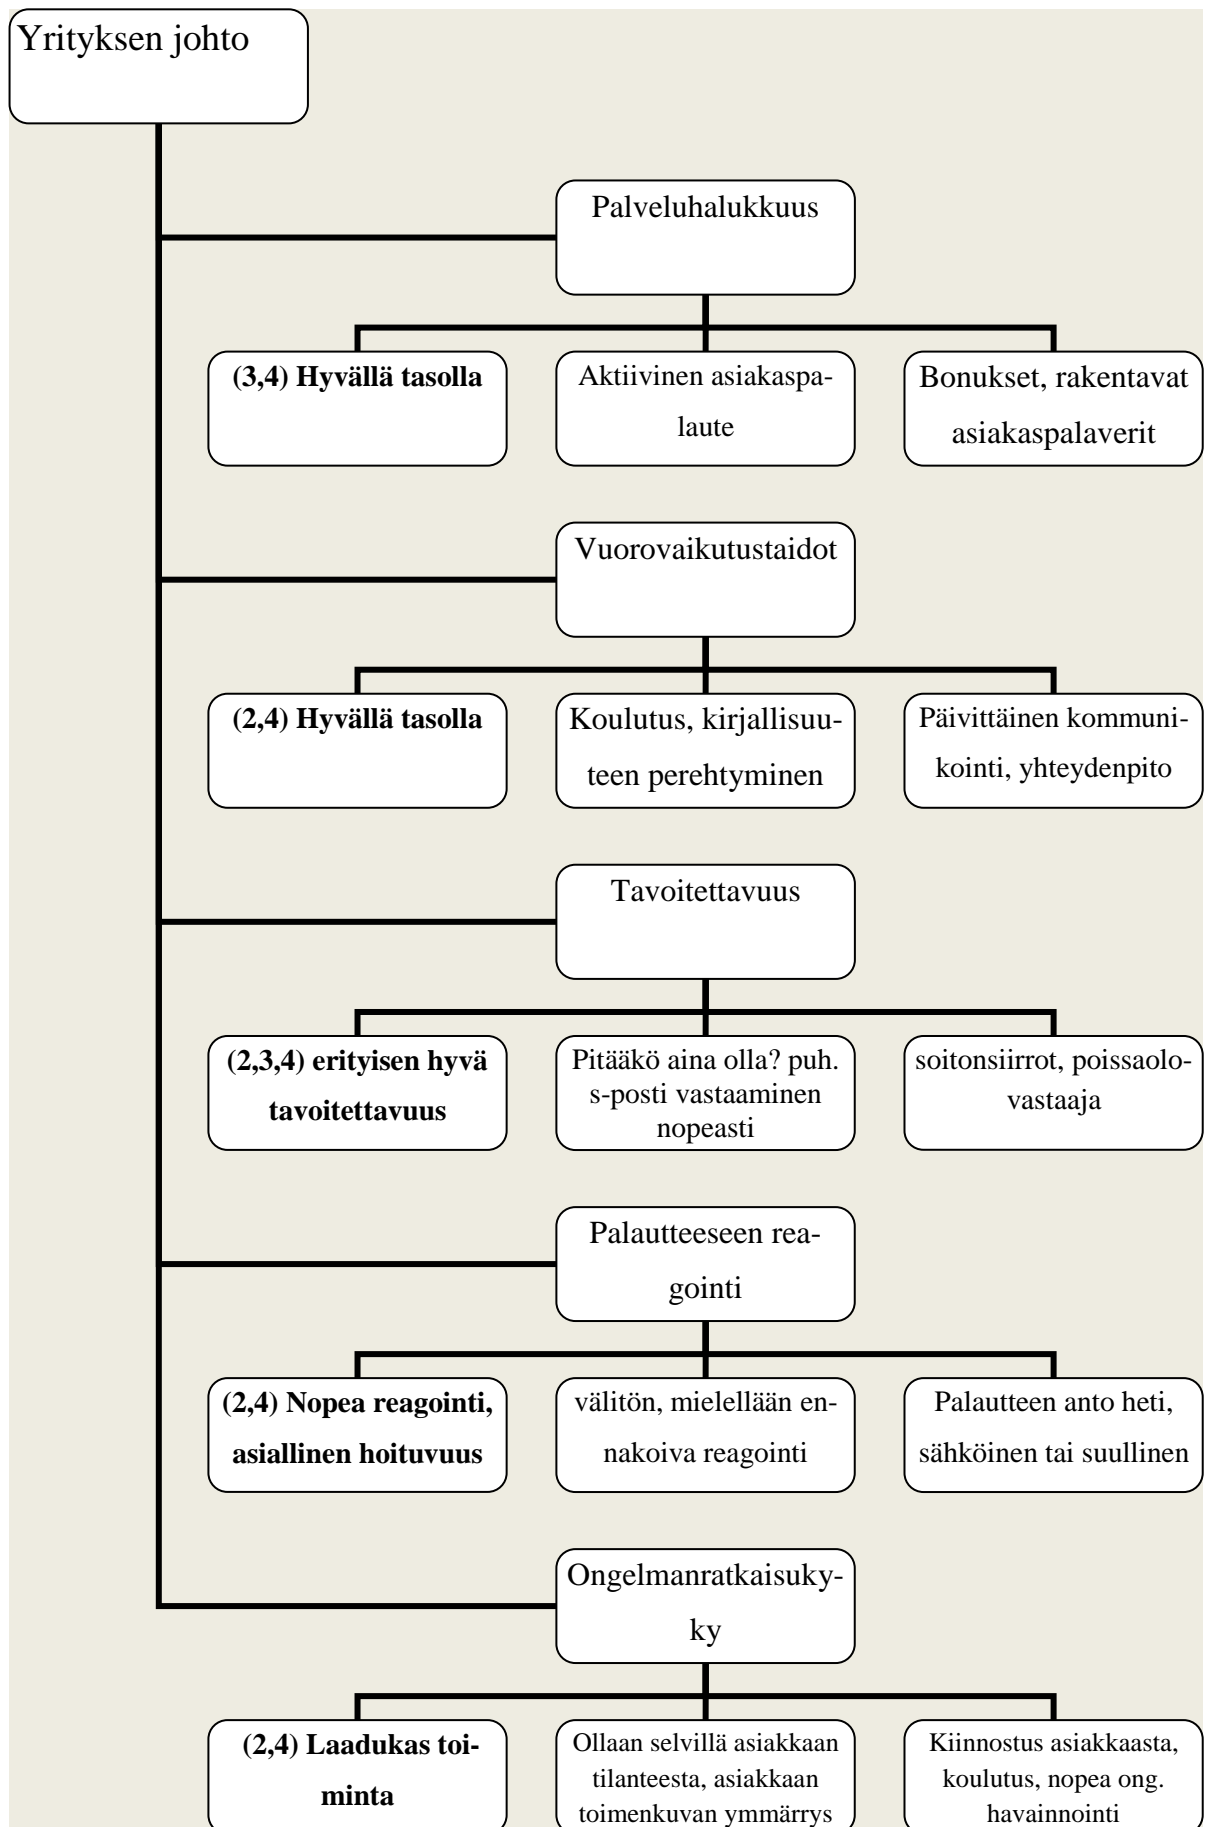 Yrityksen johto
Palveluhalukkuus
(3,4) Hyvällä tasolla
Aktiivinen asiakaspa-
laute
Bonukset, rakentavat
asiakaspalaverit
Vuorovaikutustaidot
(2,4) Hyvällä tasolla
Koulutus, kirjallisuu-
teen perehtyminen
Päivittäinen kommuni-
kointi, yhteydenpito
Tavoitettavuus
(2,3,4) erityisen hyvä
tavoitettavuus
Pitääkö aina olla? puh.
s-posti vastaaminen
nopeasti
soitonsiirrot, poissaolo-
vastaaja
Palautteeseen rea-
gointi
(2,4) Nopea reagointi,
asiallinen hoituvuus
välitön, mielellään en-
nakoiva reagointi
Palautteen anto heti,
sähköinen tai suullinen
Ongelmanratkaisuky-
ky
(2,4) Laadukas toi-
minta
Ollaan selvillä asiakkaan
tilanteesta, asiakkaan
toimenkuvan ymmärrys
Kiinnostus asiakkaasta,
koulutus, nopea ong.
havainnointi